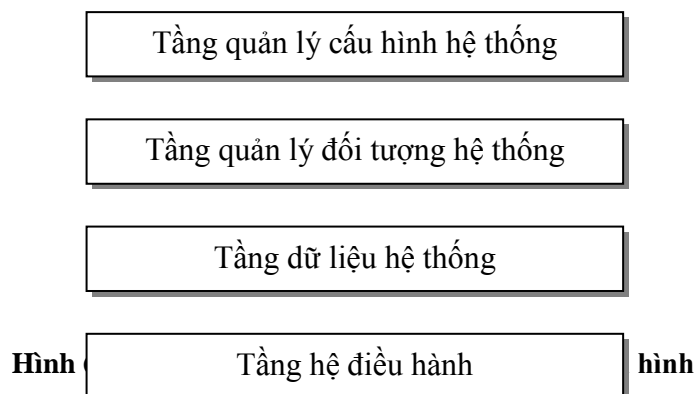 Tầng quản lý cấu hình hệ thống
Tầng quản lý đối tượng hệ thống
Tầng dữ liệu hệ thống
Hình Tầng hệ điều hành hình